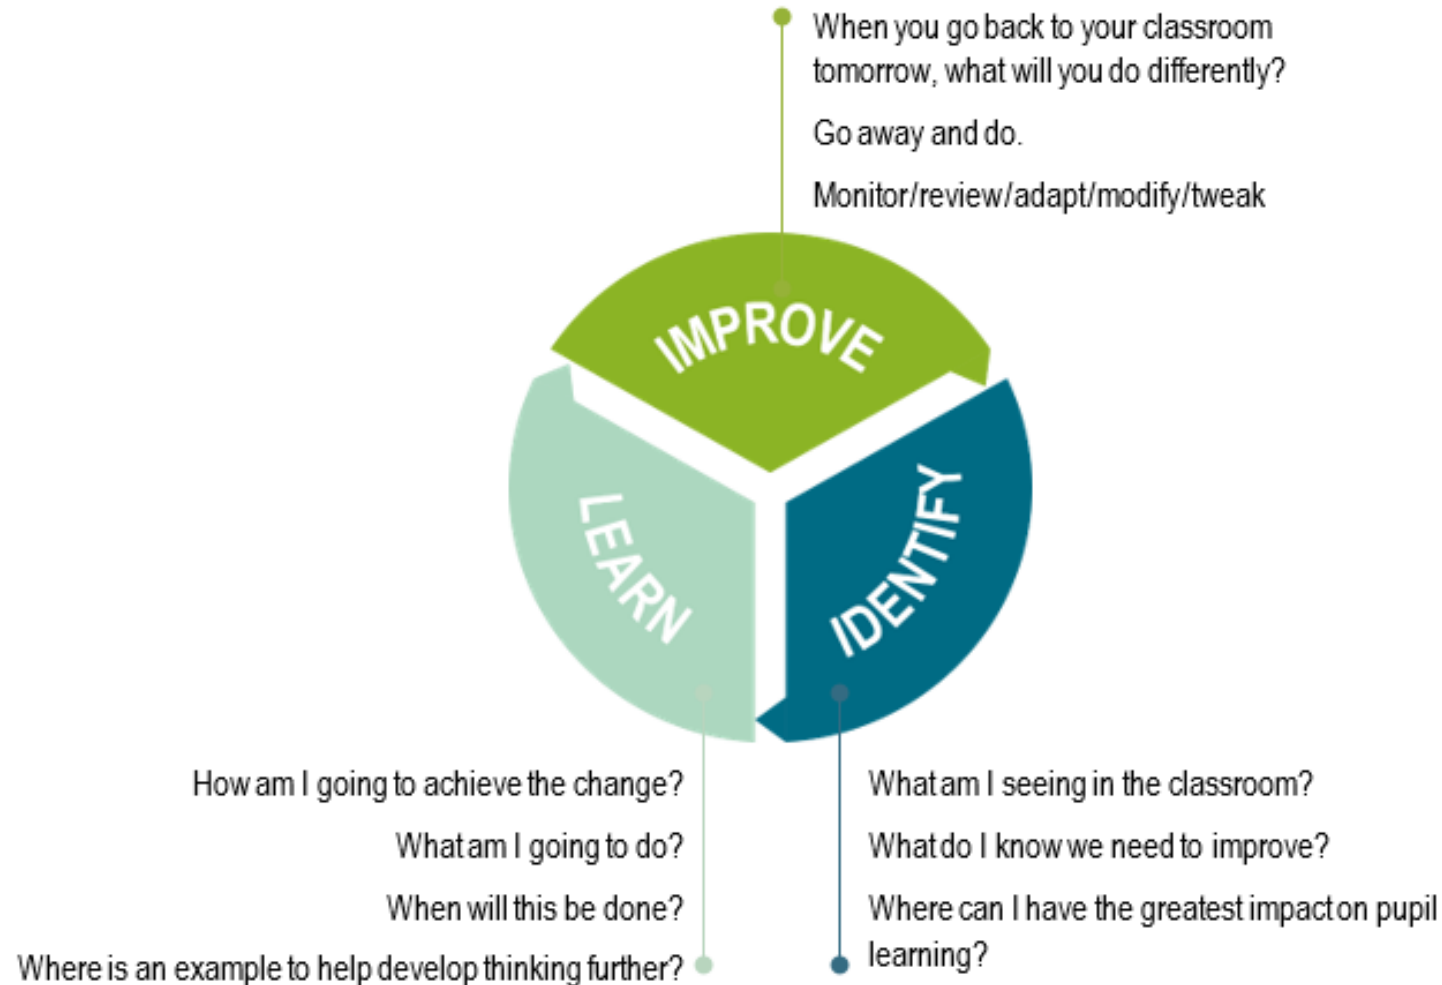 When you go back to your classroom
tomorrow, what will you do differently?
Go away and do.
Monitor/review/adapt/modify/tweak
IMPROVE
LEARN
IDENTIFY
How am I going to achieve the change?
What am I going to do?
When will this be done?
Where is an example to help develop thinking further?
What am I seeing in the classroom?
What do I know we need to improve?
Where can I have the greatest impact on pupil
learning?